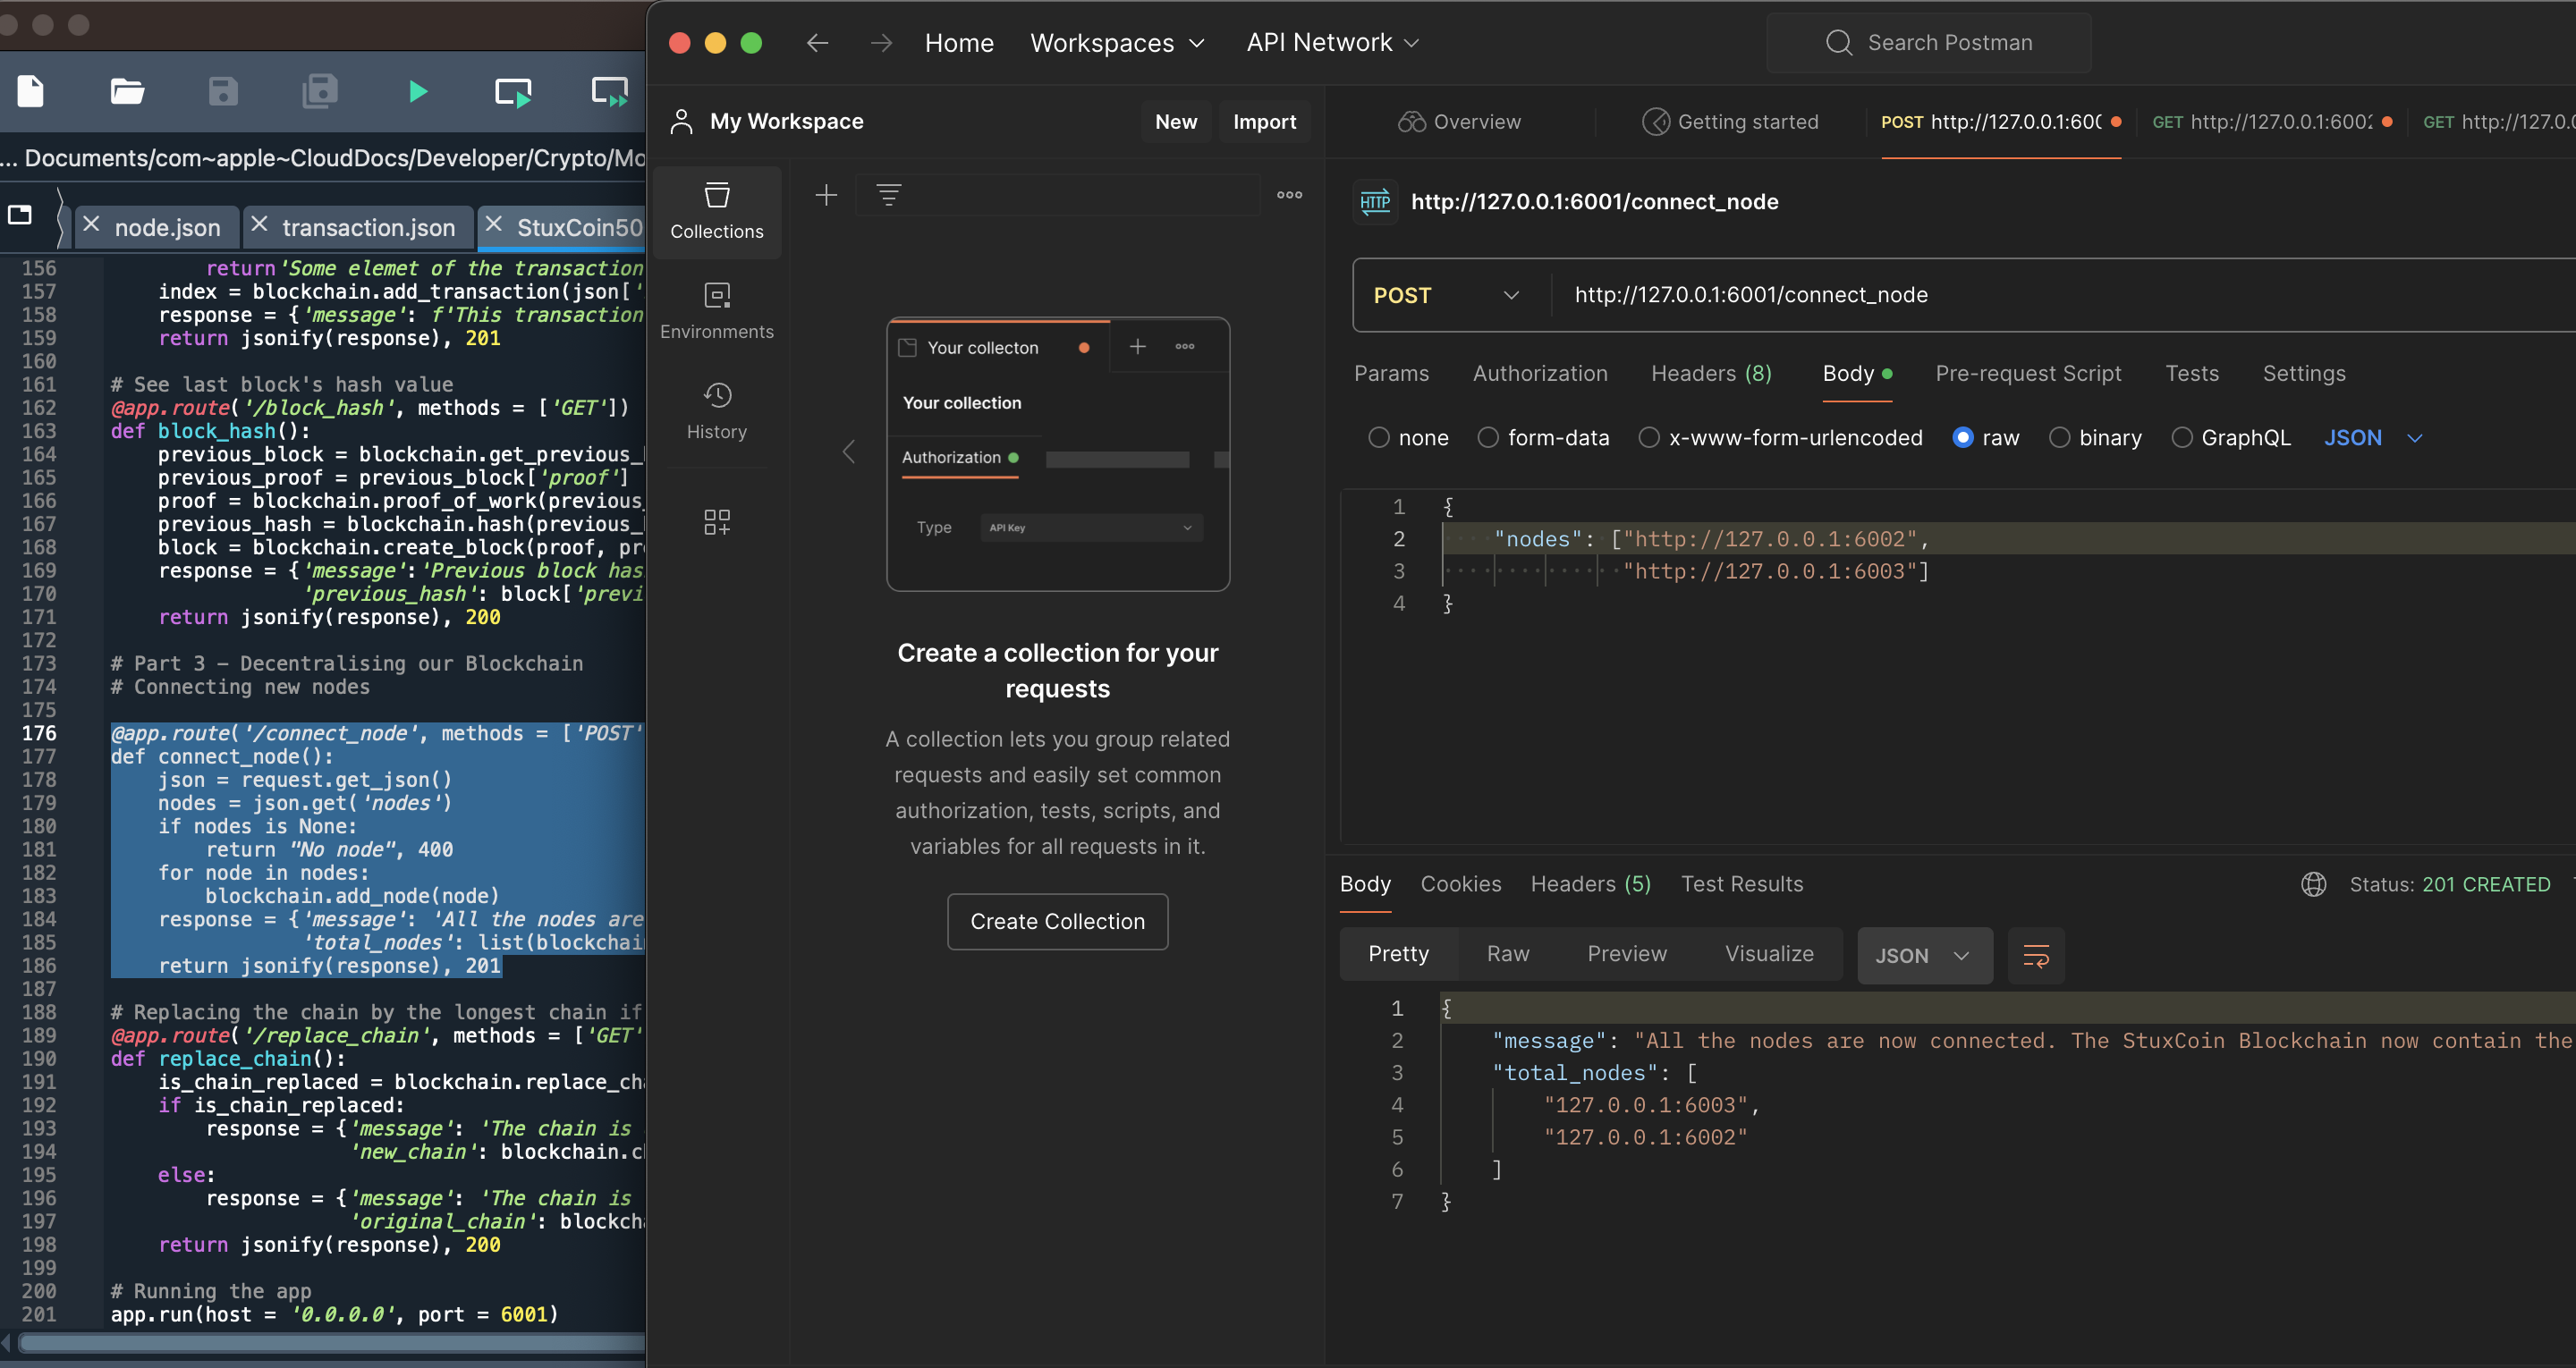 ... Documents/com~apple~CloudDocs/Developer/Crypto/Mo
node.json
transaction.json
StuxCoin50
156 return'Some elemet of the transaction
157 index = blockchain.add_transaction(json['
158 response = {'message': f'This transaction
159 return jsonify(response), 201
160
161 # See last block's hash value
162 @app.route('/block_hash', methods = ['GET'])
163 def block_hash():
164 previous_block = blockchain.get_previous_
165 previous_proof = previous_block['proof']
166 proof = blockchain.proof_of_work(previous_
167 previous_hash = blockchain.hash(previous_
168 block = blockchain.create_block(proof, pr
169 response = {'message':'Previous block has
170 'previous_hash': block['previ
171 return jsonify(response), 200
172
173 # Part 3 - Decentralising our Blockchain
174 # Connecting new nodes
175
176 @app.route('/connect_node', methods = ['POST'
177 def connect_node():
178 json = request.get_json()
179 nodes = json.get('nodes')
180 if nodes is None:
181 return "No node", 400
182 for node in nodes:
183 blockchain.add_node(node)
184 response = {'message': 'All the nodes are
185 'total_nodes': list(blockchai
186 return jsonify(response), 201
187
188 # Replacing the chain by the longest chain if
189 @app.route('/replace_chain', methods = ['GET'
190 def replace_chain():
191 is_chain_replaced = blockchain.replace_ch
192 if is_chain_replaced:
193 response = {'message': 'The chain is
194 'new_chain': blockchain.c
195 else:
196 response = {'message': 'The chain is
197 'original_chain': blockch
198 return jsonify(response), 200
199
200 # Running the app
201 app.run(host = '0.0.0.0', port = 6001)
Home
Workspaces
API Network
Search Postman
My Workspace
New
Import
Collections
Environments
History
Your collecton
Your collection
Authorization
Type
API Key
Create a collection for your
requests
A collection lets you group related
requests and easily set common
authorization, tests, scripts, and
variables for all requests in it.
Create Collection
Overview
Getting started
POST http://127.0.0.1:600
GET http://127.0.0.1:6002
GET http://127.0.0
HTTP
http://127.0.0.1:6001/connect_node
POST
http://127.0.0.1:6001/connect_node
Params
Authorization
Headers (8)
Body
Pre-request Script
Tests
Settings
none
form-data
x-www-form-urlencoded
raw
binary
GraphQL
JSON
1 {
2 "nodes": ["http://127.0.0.1:6002",
3 "http://127.0.0.1:6003"]
4 }
Body
Cookies
Headers (5)
Test Results
Status: 201 CREATED
Pretty
Raw
Preview
Visualize
JSON
1 {
2 "message": "All the nodes are now connected. The StuxCoin Blockchain now contain the
3 "total_nodes": [
4 "127.0.0.1:6003",
5 "127.0.0.1:6002"
6 ]
7 }